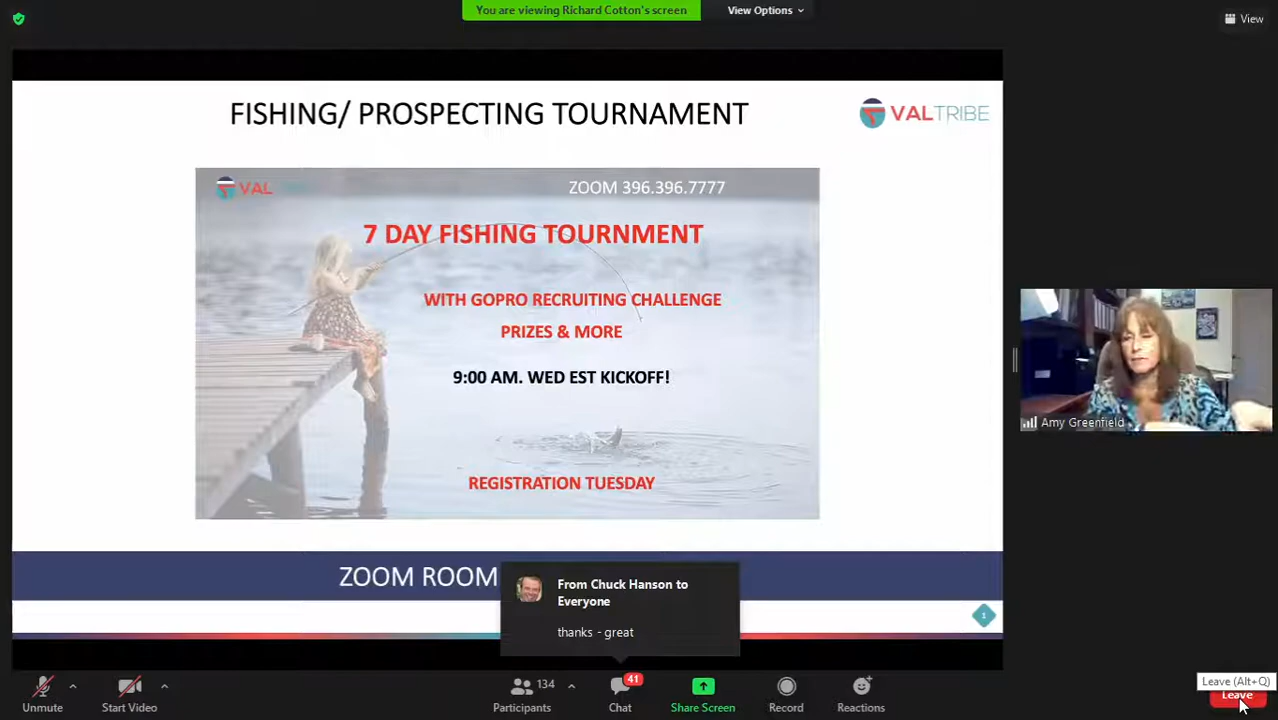 You are viewing Richard Cotton's screen
View Options
View
FISHING/ PROSPECTING TOURNAMENT
VALTRIBE
VAL
ZOOM 396.396.7777
7 DAY FISHING TOURNMENT
WITH GOPRO RECRUITING CHALLENGE
PRIZES & MORE
9:00 AM. WED EST KICKOFF!
REGISTRATION TUESDAY
Amy Greenfield
ZOOM ROOM
From Chuck Hanson to
Everyone
thanks - great
1
Leave (Alt+Q)
Leave
134
41
Unmute
Start Video
Participants
Chat
Share Screen
Record
Reactions